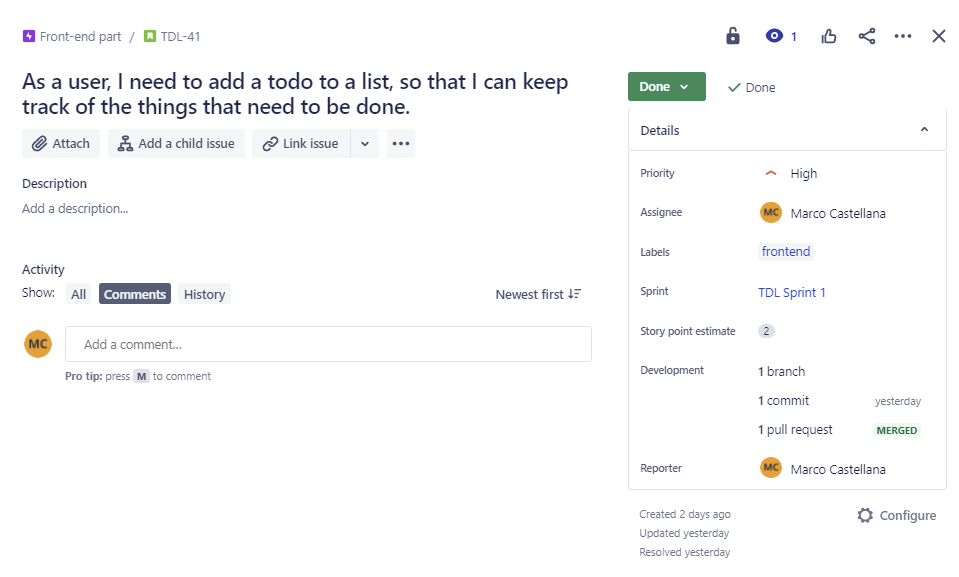 Front-end part / TDL-41
1
As a user, I need to add a todo to a list, so that I can keep
track of the things that need to be done.
Attach
Add a child issue
Link issue
Description
Add a description...
Activity
Show: All Comments History
Newest first
MC
Add a comment...
Pro tip: press M to comment
Done
Done
Details
Priority High
Assignee MC Marco Castellana
Labels frontend
Sprint TDL Sprint 1
Story point estimate 2
Development 1 branch
1 commit yesterday
1 pull request MERGED
Reporter MC Marco Castellana
Created 2 days ago
Configure
Updated yesterday
Resolved yesterday